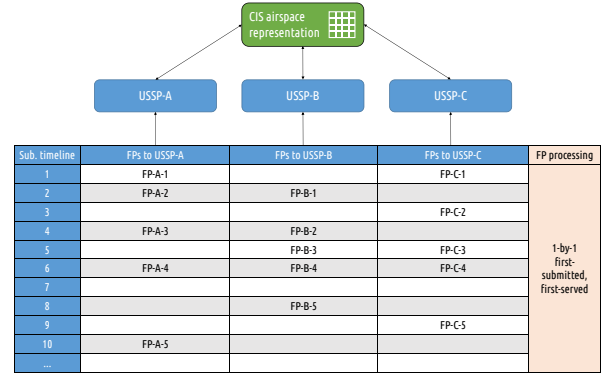 CIS airspace
representation
USSP-A
USSP-B
USSP-C
Sub. timeline FPs to USSP-A FPs to USSP-B FPs to USSP-C FP processing
1 FP-A-1 FP-C-1
2 FP-A-2 FP-B-1
3 FP-C-2
4 FP-A-3 FP-B-2
5 FP-B-3 FP-C-3
6 FP-A-4 FP-B-4 FP-C-4
7
8 FP-B-5
9 FP-C-5
10 FP-A-5
...
1-by-1
first-
submitted,
first-served